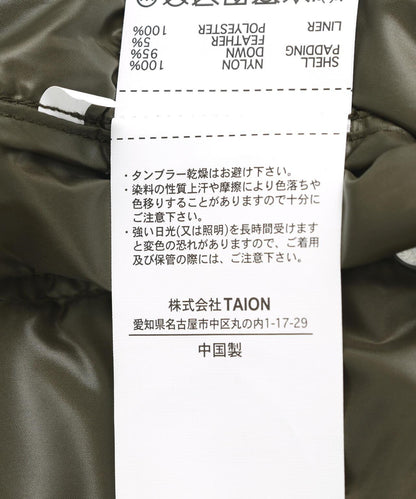 SHELL NYLON 100%
PADDING DOWN 95%
FEATHER 5%
LINER POLYESTER 100%
・タンブラー乾燥はお避け下さい。
・染料の性質上汗や摩擦により色落ちや
色移りすることがありますので十分に
ご注意下さい。
・強い日光(又は照明)を長時間受けますと
変色の恐れがありますので、ご着用
及び保管の際には、ご注意下さい。
株式会社TAION
愛知県名古屋市中区丸の内1-17-29
中国製